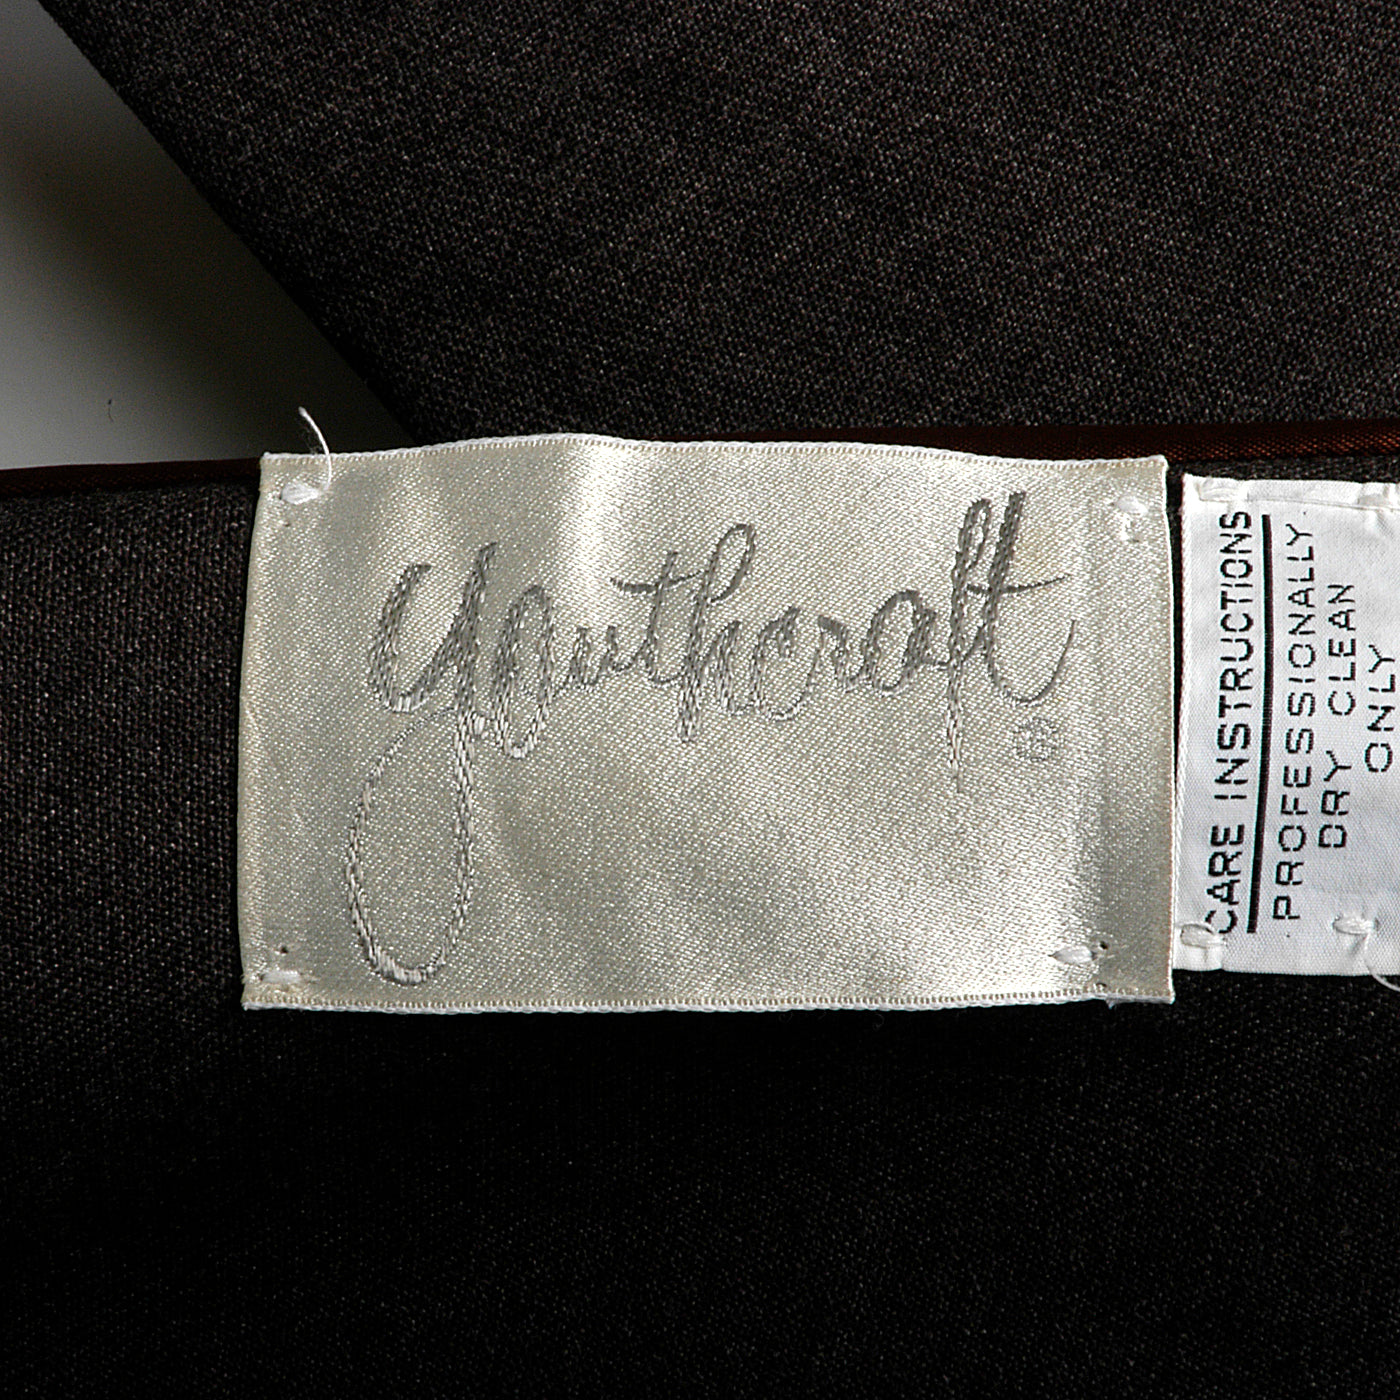 youthcraft ®
CARE INSTRUCTIONS
PROFESSIONALLY
DRY CLEAN
ONLY